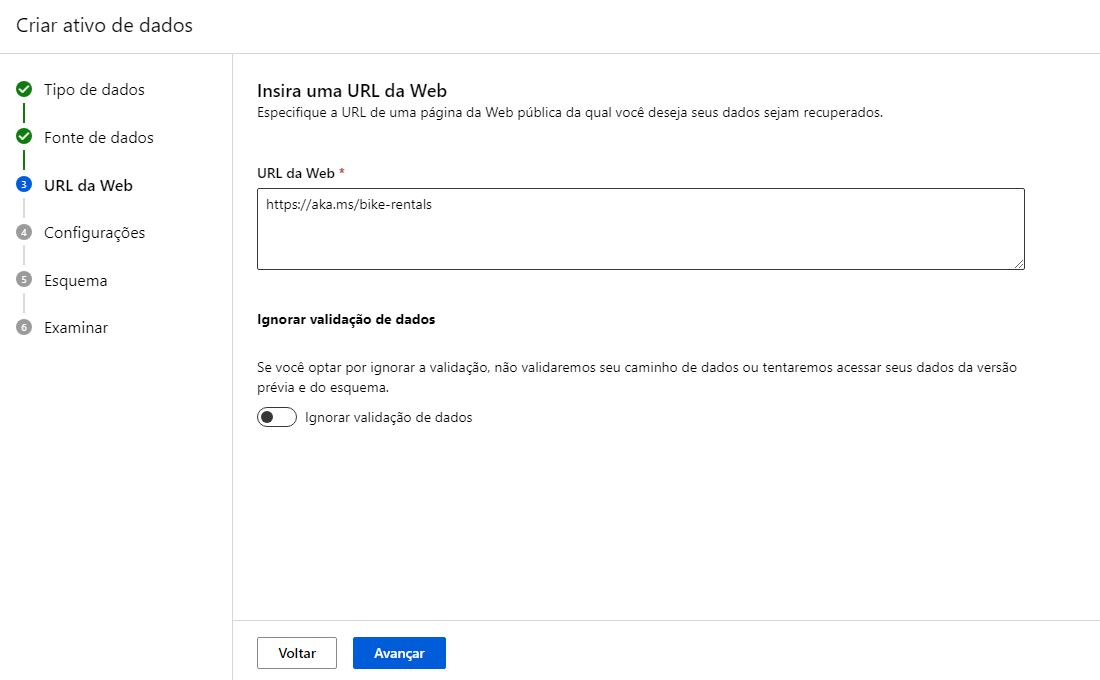 Criar ativo de dados
Tipo de dados
Fonte de dados
3 URL da Web
4 Configurações
5 Esquema
6 Examinar
Insira uma URL da Web
Especifique a URL de uma página da Web pública da qual você deseja seus dados sejam recuperados.
URL da Web *
https://aka.ms/bike-rentals
Ignorar validação de dados
Se você optar por ignorar a validação, não validaremos seu caminho de dados ou tentaremos acessar seus dados da versão
prévia e do esquema.
Ignorar validação de dados
Voltar
Avançar